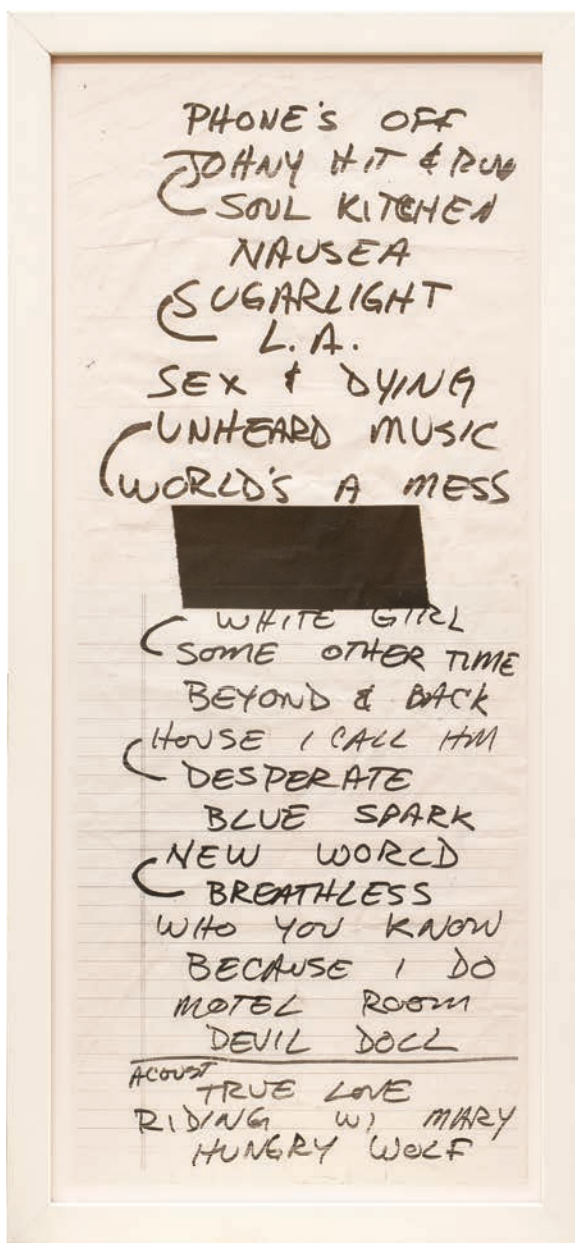 PHONE'S OFF
JOHNY HIT & RUN
SOUL KITCHEN
NAUSEA
SUGARLIGHT
L.A.
SEX & DYING
UNHEARD MUSIC
WORLD'S A MESS
WHITE GIRL
SOME OTHER TIME
BEYOND & BACK
HOUSE I CALL HM
DESPERATE
BLUE SPARK
NEW WORLD
BREATHLESS
WHO YOU KNOW
BECAUSE I DO
MOTEL ROOM
DEVIL DOLL
ACOUST
TRUE LOVE
RIDING W/ MARY
HUNGRY WOLF